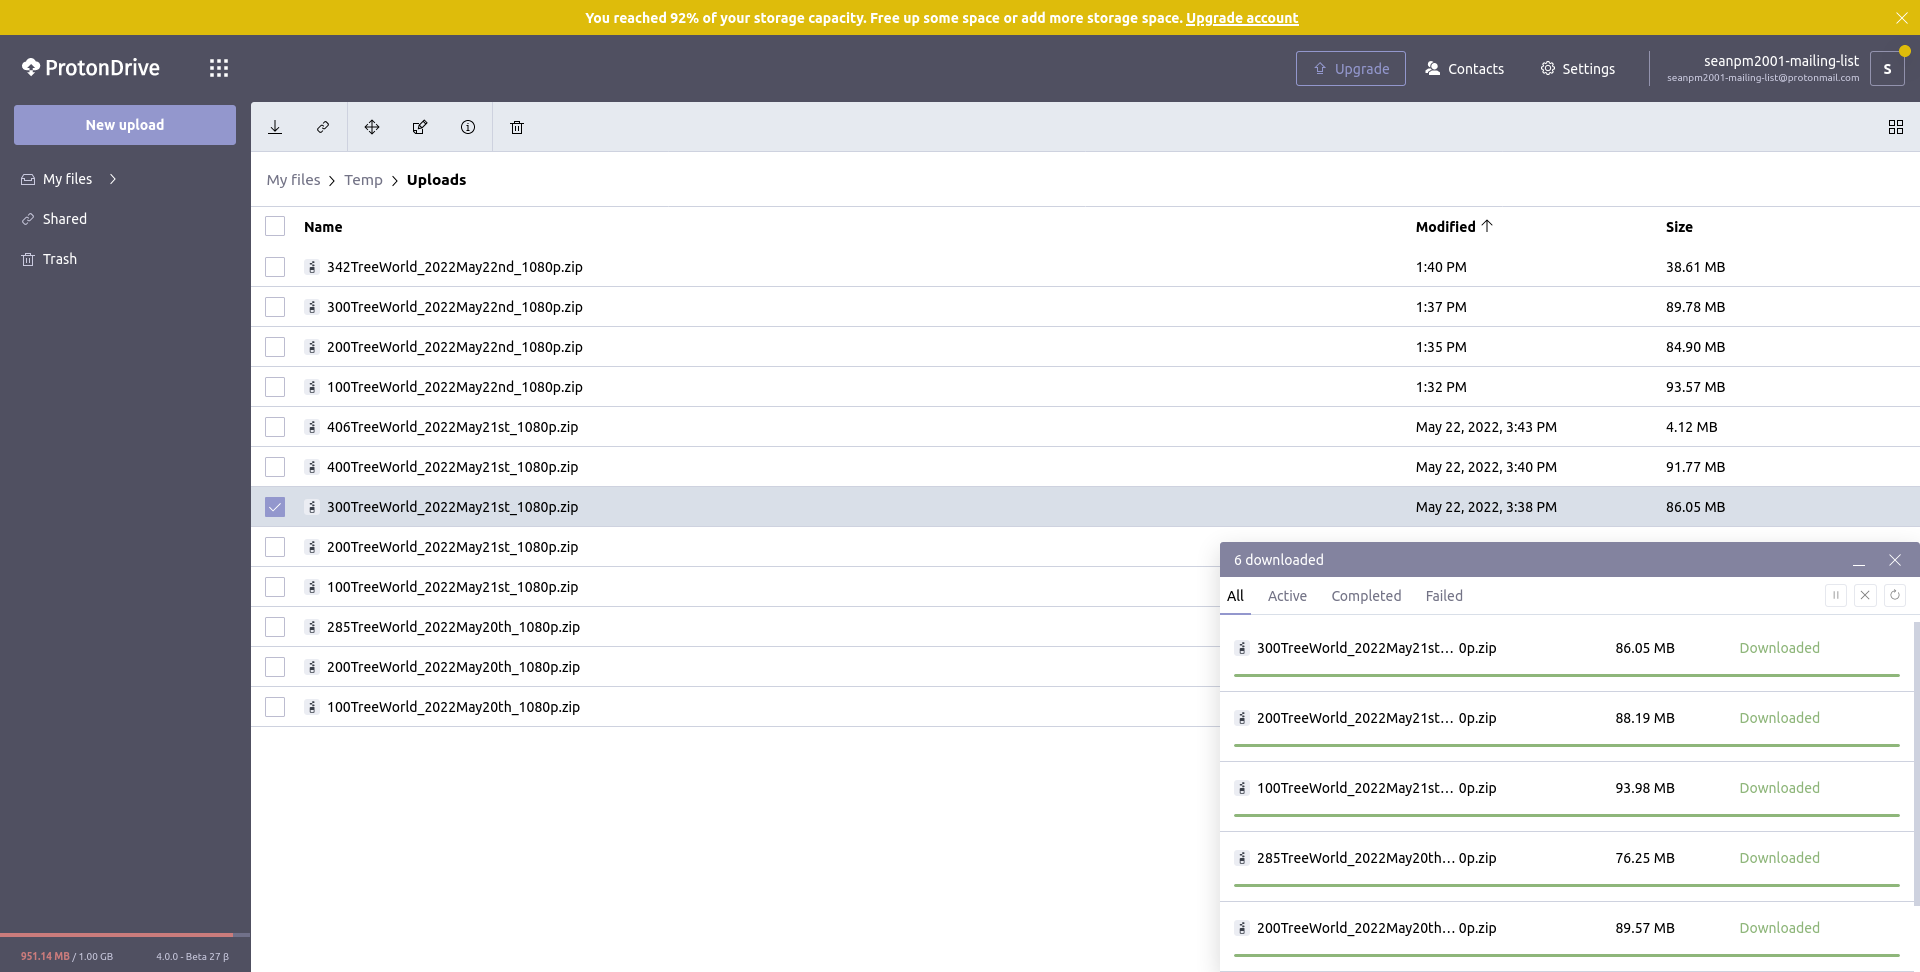 You reached 92% of your storage capacity. Free up some space or add more storage space. Upgrade account
ProtonDrive
Upgrade
Contacts
Settings
seanpm2001-mailing-list
seanpm2001-mailing-list@protonmail.com
S
New upload
My files
Shared
Trash
My files > Temp > Uploads
Name Modified Size
342TreeWorld_2022May22nd_1080p.zip 1:40 PM 38.61 MB
300TreeWorld_2022May22nd_1080p.zip 1:37 PM 89.78 MB
200TreeWorld_2022May22nd_1080p.zip 1:35 PM 84.90 MB
100TreeWorld_2022May22nd_1080p.zip 1:32 PM 93.57 MB
406TreeWorld_2022May21st_1080p.zip May 22, 2022, 3:43 PM 4.12 MB
400TreeWorld_2022May21st_1080p.zip May 22, 2022, 3:40 PM 91.77 MB
300TreeWorld_2022May21st_1080p.zip May 22, 2022, 3:38 PM 86.05 MB
200TreeWorld_2022May21st_1080p.zip
100TreeWorld_2022May21st_1080p.zip
285TreeWorld_2022May20th_1080p.zip
200TreeWorld_2022May20th_1080p.zip
100TreeWorld_2022May20th_1080p.zip
6 downloaded
All Active Completed Failed
300TreeWorld_2022May21st... 0p.zip 86.05 MB Downloaded
200TreeWorld_2022May21st... 0p.zip 88.19 MB Downloaded
100TreeWorld_2022May21st... 0p.zip 93.98 MB Downloaded
285TreeWorld_2022May20th... 0p.zip 76.25 MB Downloaded
200TreeWorld_2022May20th... 0p.zip 89.57 MB Downloaded
951.14 MB / 1.00 GB 4.0.0 - Beta 27 β